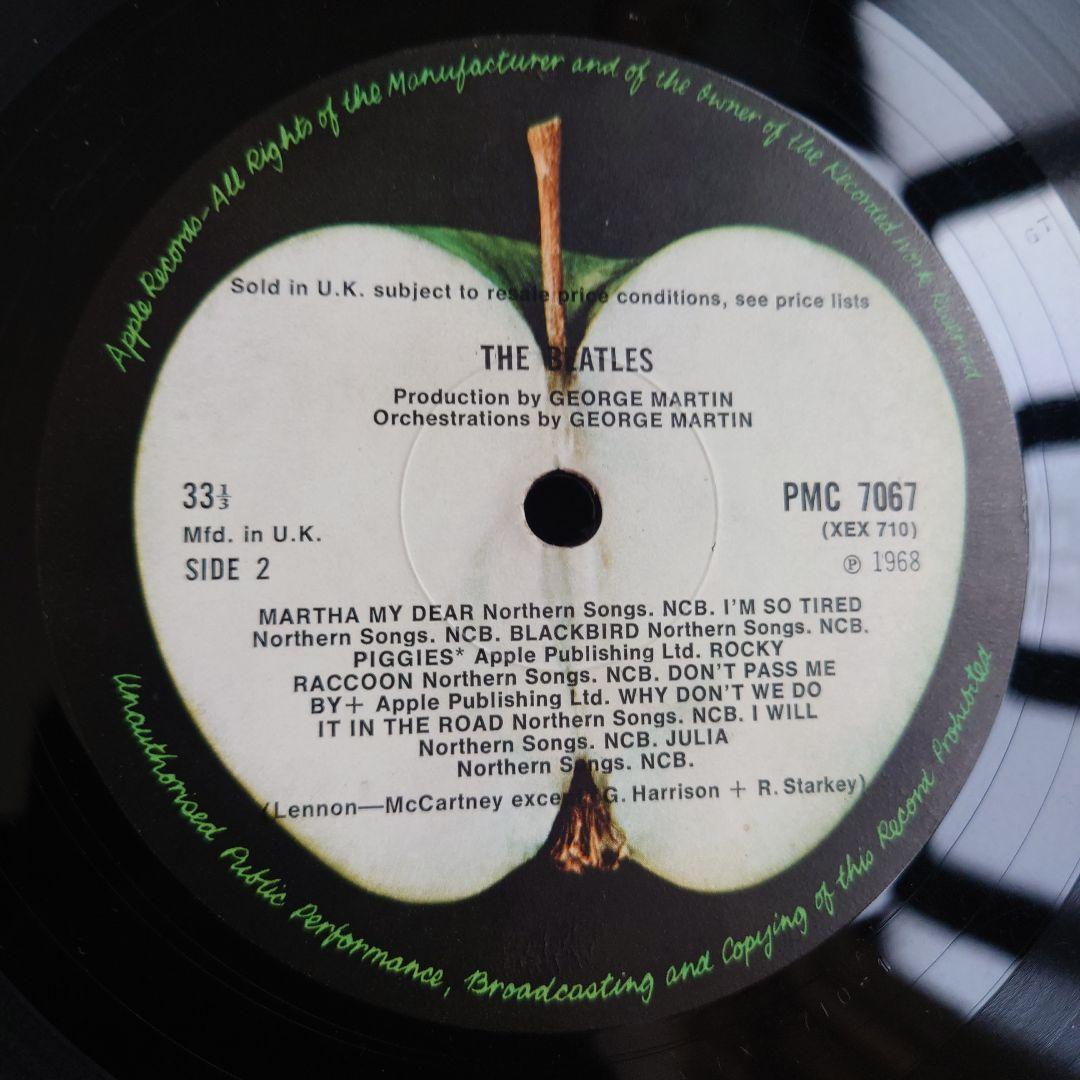 Apple Records–All Rights of the Manufacturer and of the Owner of the Recorded Work Reserved
Sold in U.K. subject to resale price conditions, see price lists
THE BEATLES
Production by GEORGE MARTIN
Orchestrations by GEORGE MARTIN
33⅓
Mfd. in U.K.
SIDE 2
PMC 7067
(XEX 710)
℗ 1968
MARTHA MY DEAR Northern Songs. NCB. I'M SO TIRED
Northern Songs. NCB. BLACKBIRD Northern Songs. NCB.
PIGGIES* Apple Publishing Ltd. ROCKY
RACCOON Northern Songs. NCB. DON'T PASS ME
BY+ Apple Publishing Ltd. WHY DON'T WE DO
IT IN THE ROAD Northern Songs. NCB. I WILL
Northern Songs. NCB. JULIA
Northern Songs. NCB.
(Lennon—McCartney exce G. Harrison + R. Starkey)
Unauthorised Public Performance, Broadcasting and Copying of this Record Prohibited